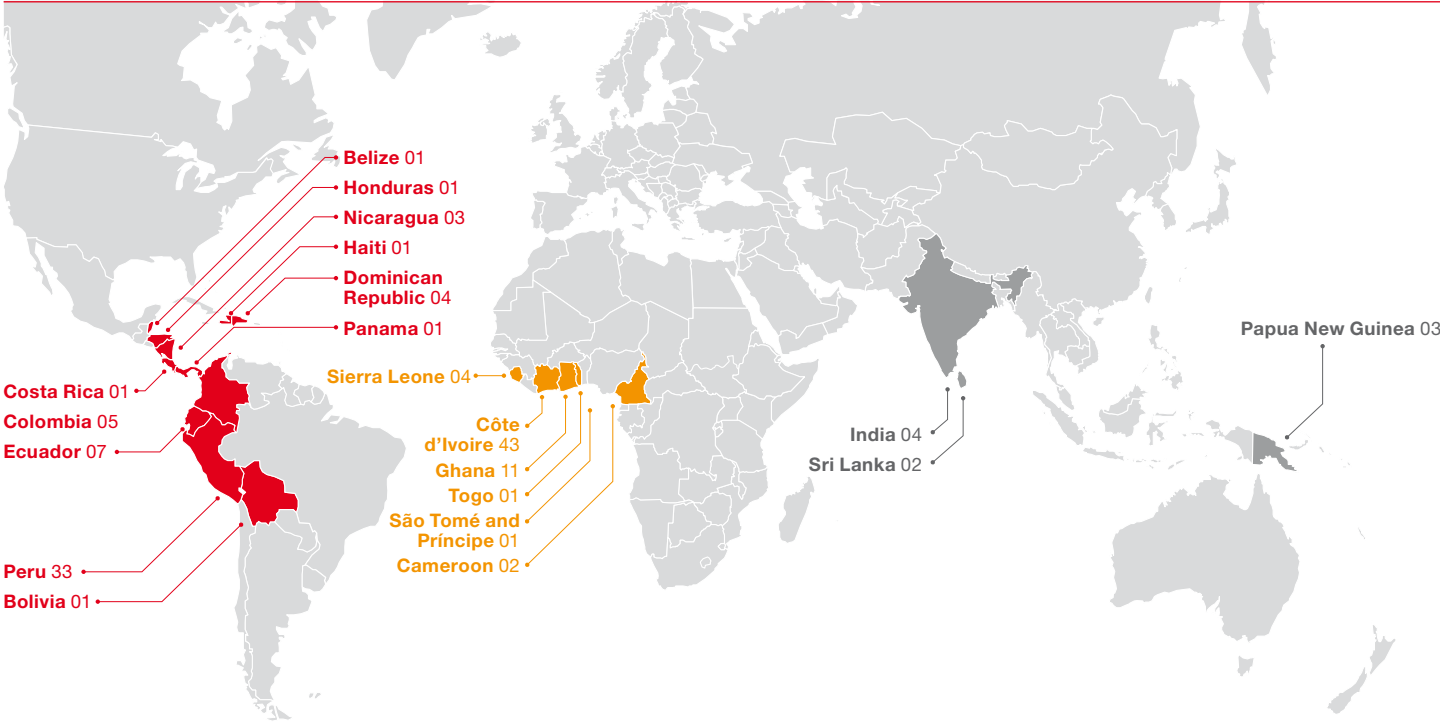 Belize 01
Honduras 01
Nicaragua 03
Haiti 01
Dominican
Republic 04
Panama 01
Costa Rica 01
Colombia 05
Ecuador 07
Peru 33
Bolivia 01
Sierra Leone 04
Côte
d’Ivoire 43
Ghana 11
Togo 01
São Tomé and
Príncipe 01
Cameroon 02
India 04
Sri Lanka 02
Papua New Guinea 03